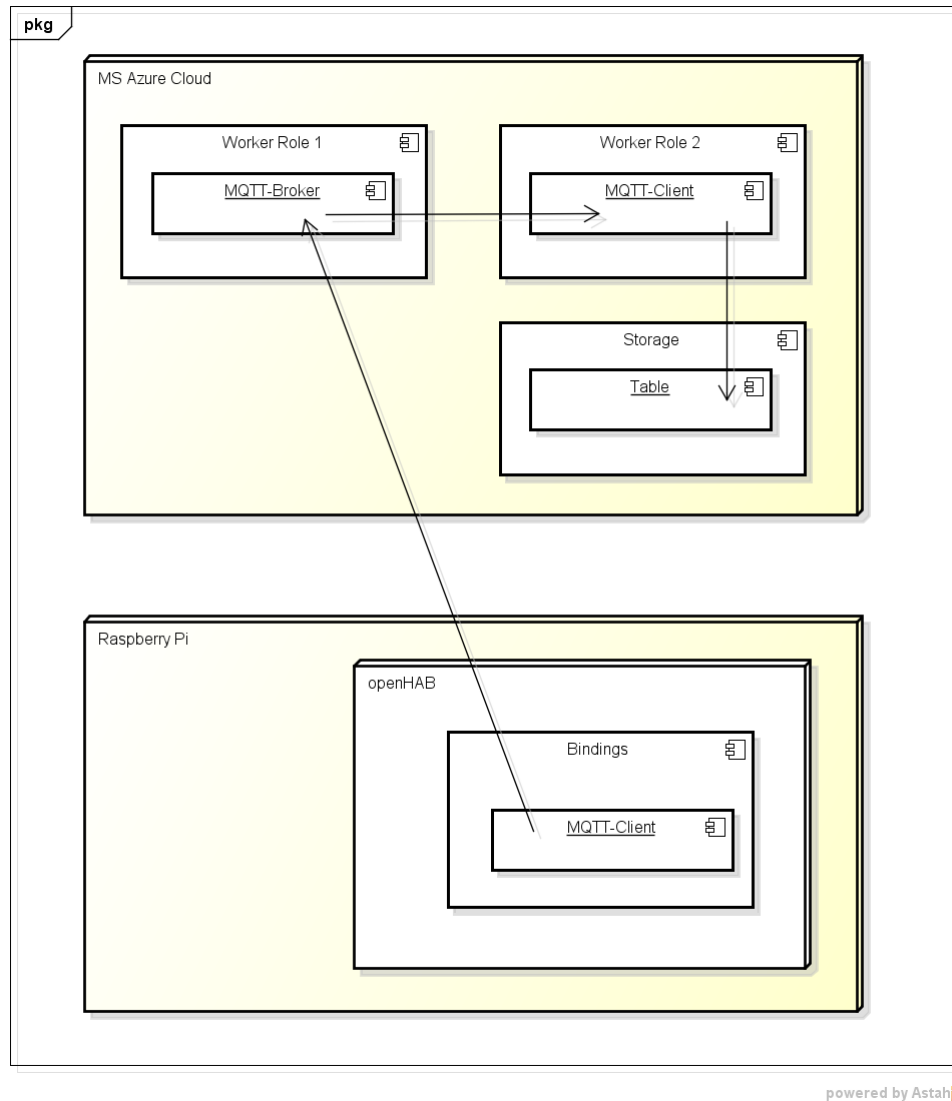 pkg
MS Azure Cloud
Worker Role 1
Worker Role 2
MQTT-Broker
MQTT-Client
Storage
Table
Raspberry Pi
openHAB
Bindings
MQTT-Client
powered by Astah